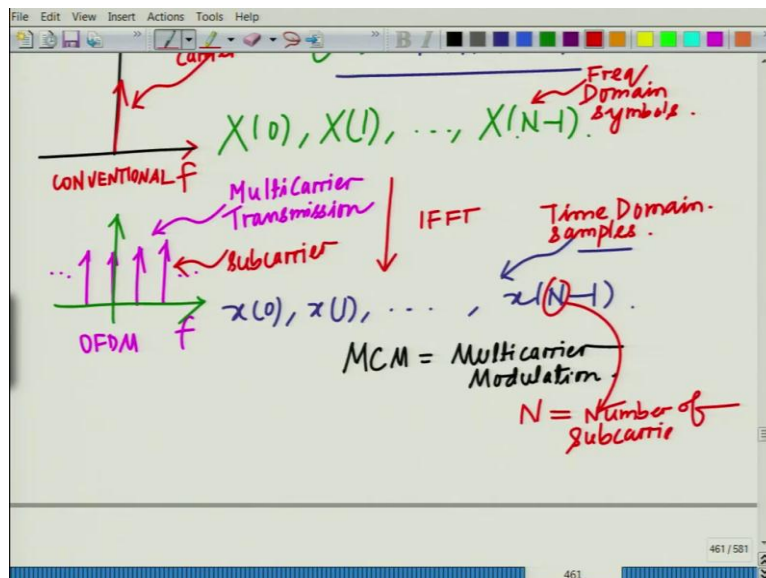 File Edit View Insert Actions Tools Help
Carrier
Freq
Domain
Symbols.
X(0), X(1), ..., X(N-1).
CONVENTIONAL f
Multicarrier
Transmission
IFFT
Time Domain.
samples.
Subcarrier
... ...
x(0), x(1), ...., x(N-1).
OFDM f
MCM = Multicarrier
Modulation.
N = Number of
Subcarrie
461 / 581
461